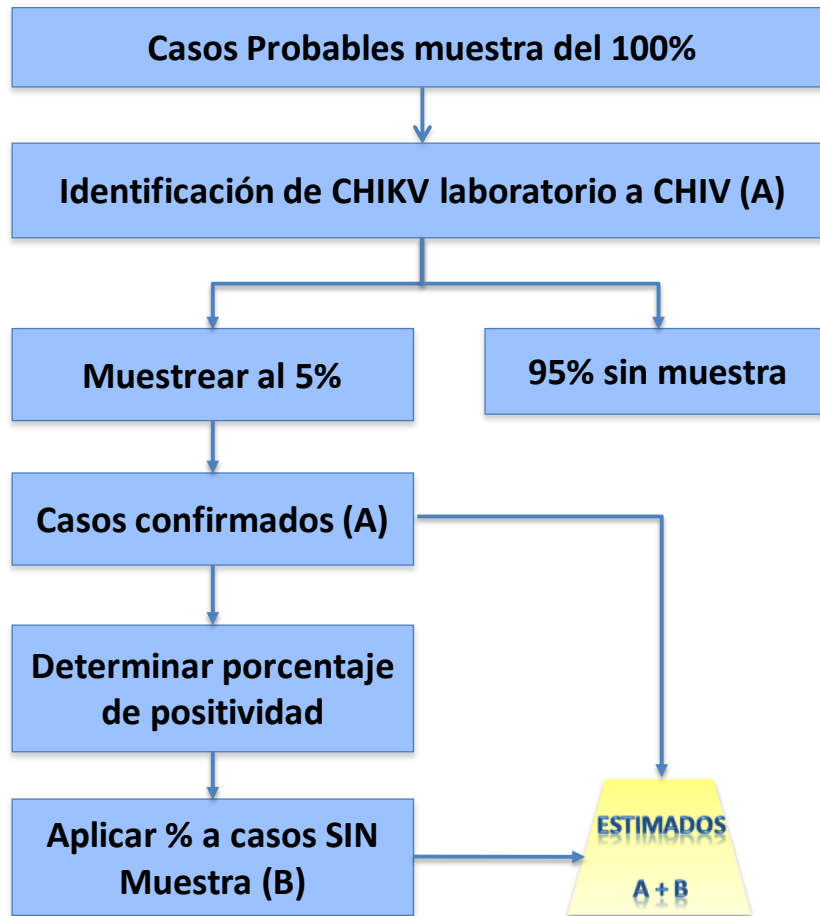 Casos Probables muestra del 100%
Identificación de CHIKV laboratorio a CHIV (A)
Muestrear al 5%
95% sin muestra
Casos confirmados (A)
Determinar porcentaje
de positividad
Aplicar % a casos SIN
Muestra (B)
ESTIMADOS
A + B